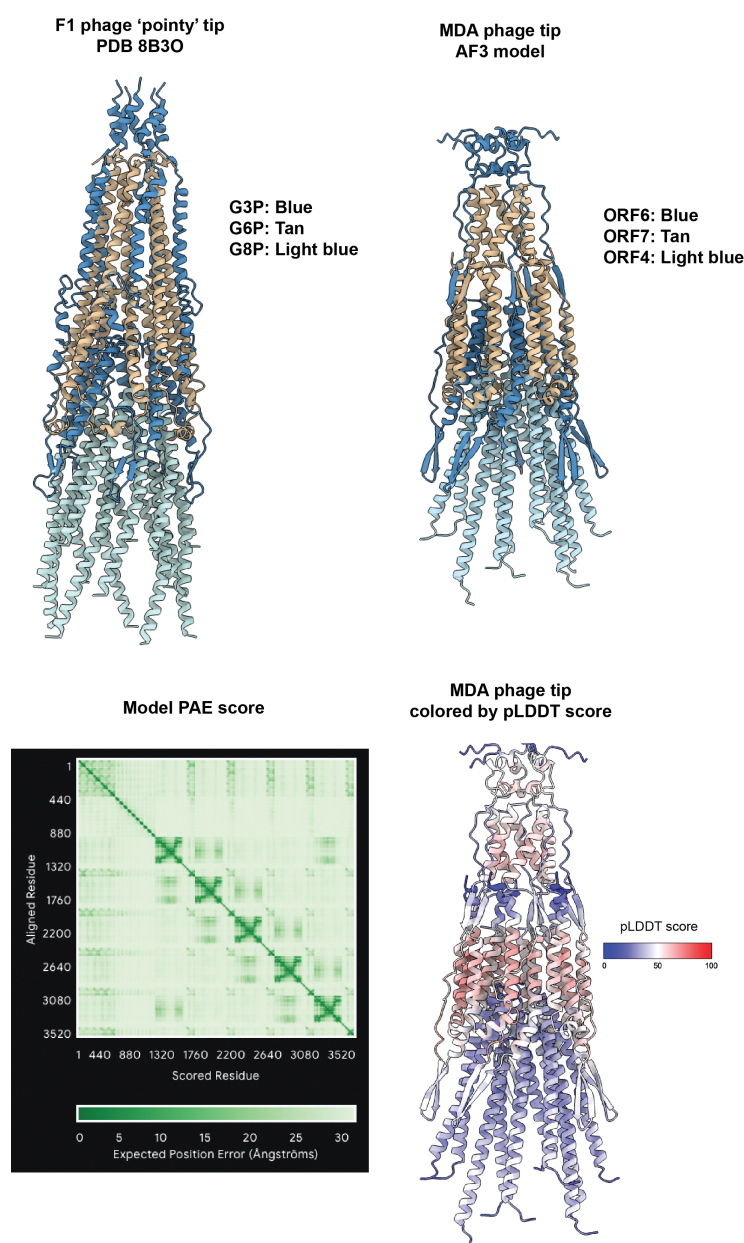 F1 phage ‘pointy’ tip
PDB 8B3O
MDA phage tip
AF3 model
G3P: Blue
G6P: Tan
G8P: Light blue
ORF6: Blue
ORF7: Tan
ORF4: Light blue
Model PAE score
MDA phage tip
colored by pLDDT score
1
440
880
1320
1760
2200
2640
3080
3520
Aligned Residue
1 440 880 1320 1760 2200 2640 3080 3520
Scored Residue
0 5 10 15 20 25 30
Expected Position Error (Ångströms)
pLDDT score
0 50 100